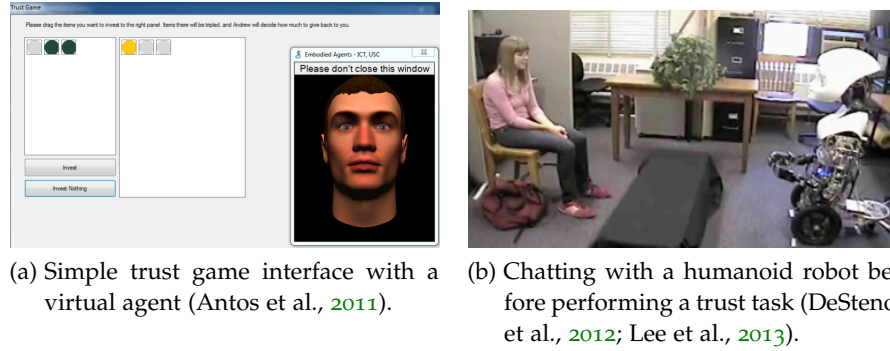 Trust Game
Please drag the items you want to invest to the right panel. Items there will be tripled, and Andrew will decide how much to give back to you.
Embodied Agents - ICT, USC
Please don't close this window
Invest
Invest Nothing
(a) Simple trust game interface with a
virtual agent (Antos et al., 2011).
(b) Chatting with a humanoid robot be
fore performing a trust task (DeSteno
et al., 2012; Lee et al., 2013).